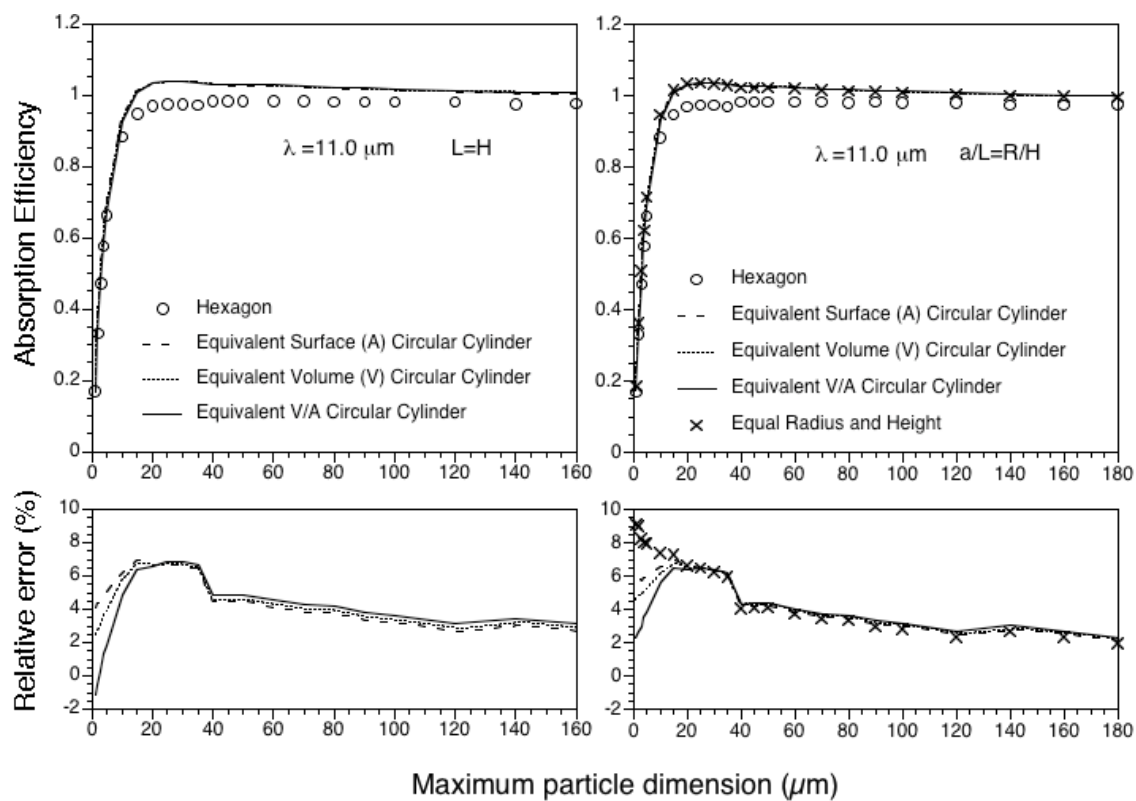 1.2
1
0.8
0.6
0.4
0.2
0
Absorption Efficiency
λ =11.0 μm L=H
Hexagon
Equivalent Surface (A) Circular Cylinder
Equivalent Volume (V) Circular Cylinder
Equivalent V/A Circular Cylinder
0 20 40 60 80 100 120 140 160
1.2
1
0.8
0.6
0.4
0.2
0
λ =11.0 μm a/L=R/H
Hexagon
Equivalent Surface (A) Circular Cylinder
Equivalent Volume (V) Circular Cylinder
Equivalent V/A Circular Cylinder
Equal Radius and Height
0 20 40 60 80 100 120 140 160 180
Relative error (%)
10
8
6
4
2
0
-2
0 20 40 60 80 100 120 140 160
10
8
6
4
2
0
-2
0 20 40 60 80 100 120 140 160 180
Maximum particle dimension (μm)